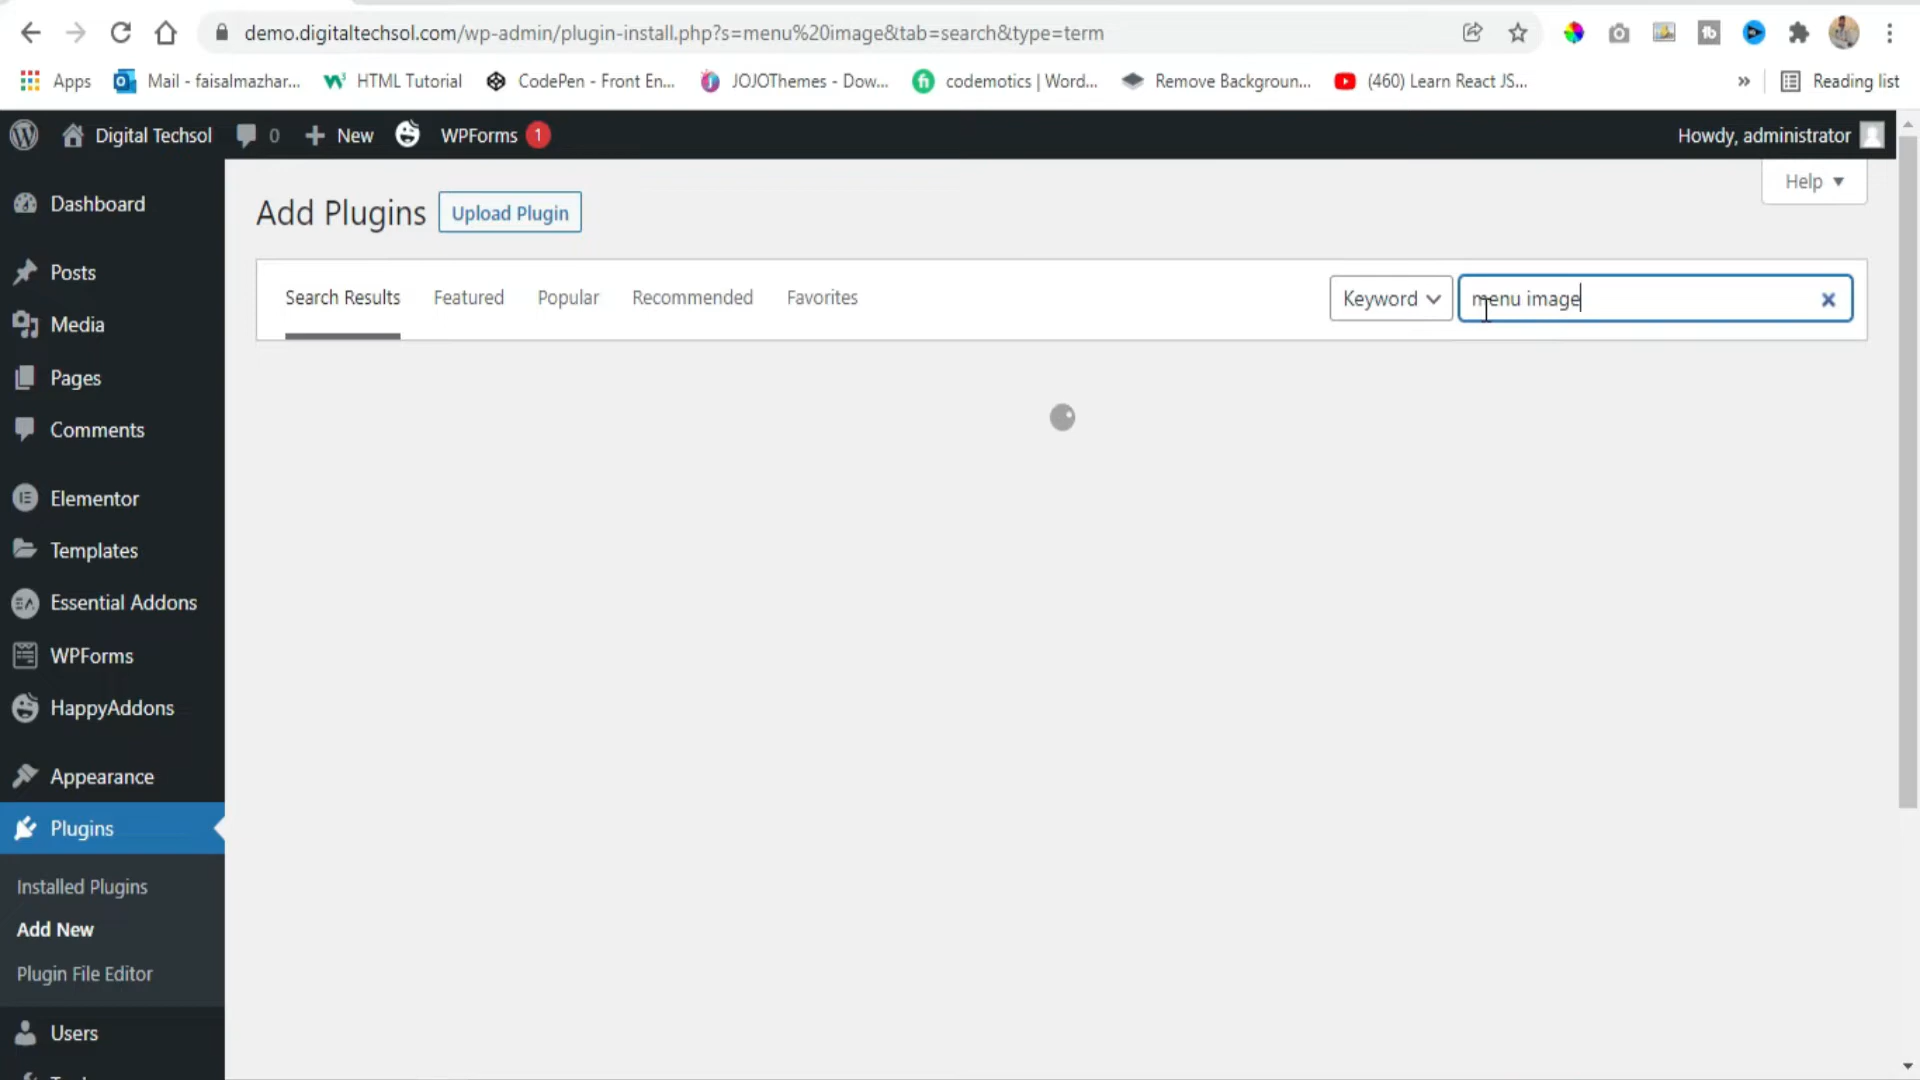 demo.digitaltechsol.com/wp-admin/plugin-install.php?s=menu%20image&tab=search&type=term
Apps
Mail - faisalmazhar...
HTML Tutorial
CodePen - Front En...
JOJOThemes - Dow...
codemotics | Word...
Remove Backgroun...
(460) Learn React JS...
»
Reading list
Digital Techsol
0
New
WPForms
1
Howdy, administrator
Dashboard
Posts
Media
Pages
Comments
Elementor
Templates
Essential Addons
WPForms
HappyAddons
Appearance
Plugins
Installed Plugins
Add New
Plugin File Editor
Users
Help
Add Plugins
Upload Plugin
Search Results
Featured
Popular
Recommended
Favorites
Keyword
menu image